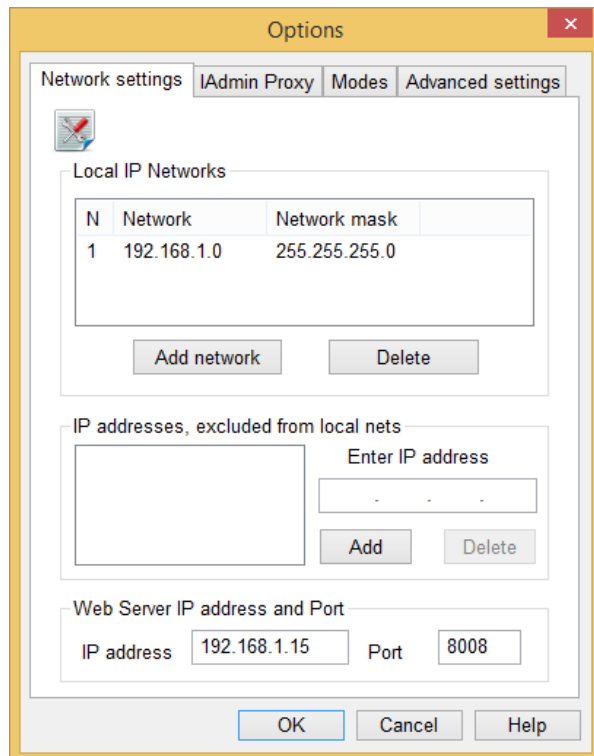 Options
Network settings IAdmin Proxy Modes Advanced settings
Local IP Networks
N Network Network mask
1 192.168.1.0 255.255.255.0
Add network Delete
IP addresses, excluded from local nets
Enter IP address
. . .
Add Delete
Web Server IP address and Port
IP address 192.168.1.15 Port 8008
OK Cancel Help